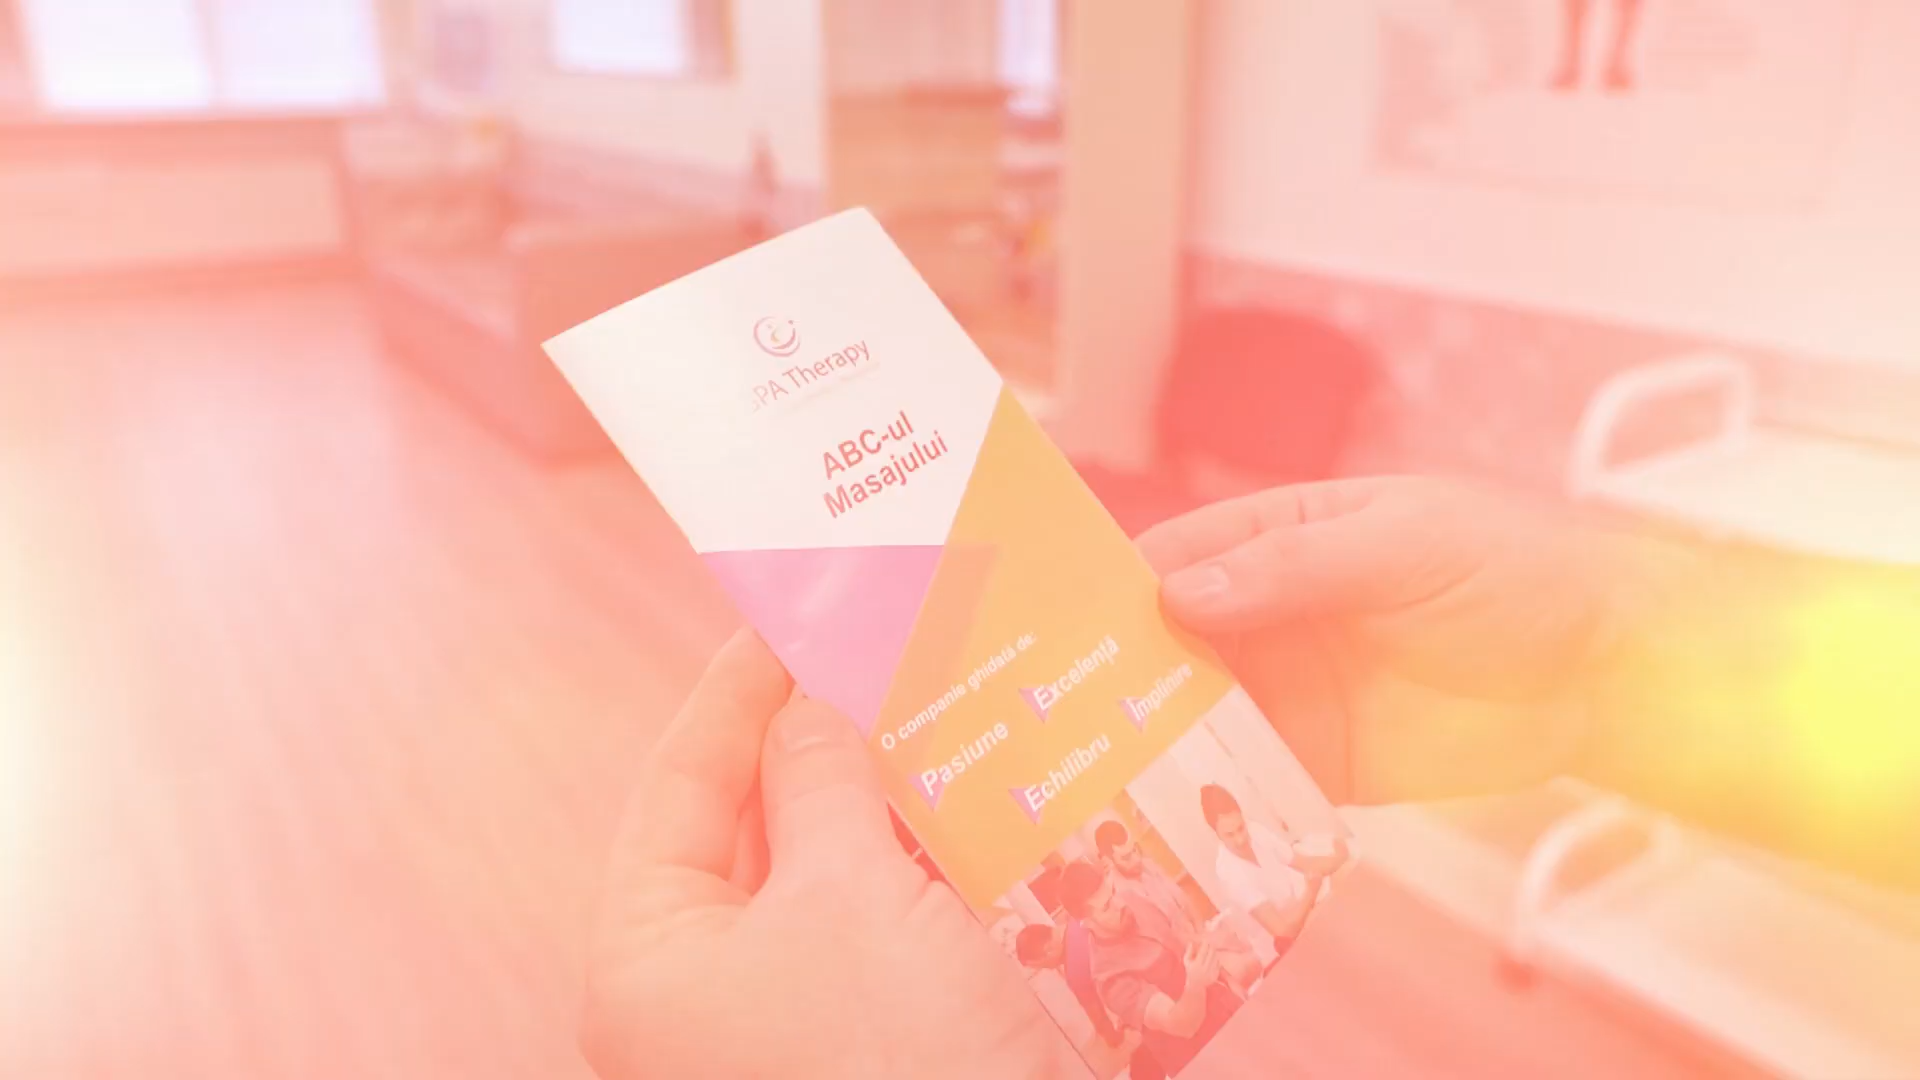 SPA Therapy
ABC-ul
Masajului
O companie ghidată de:
Pasiune
Excelență
Echilibru
Împlinire